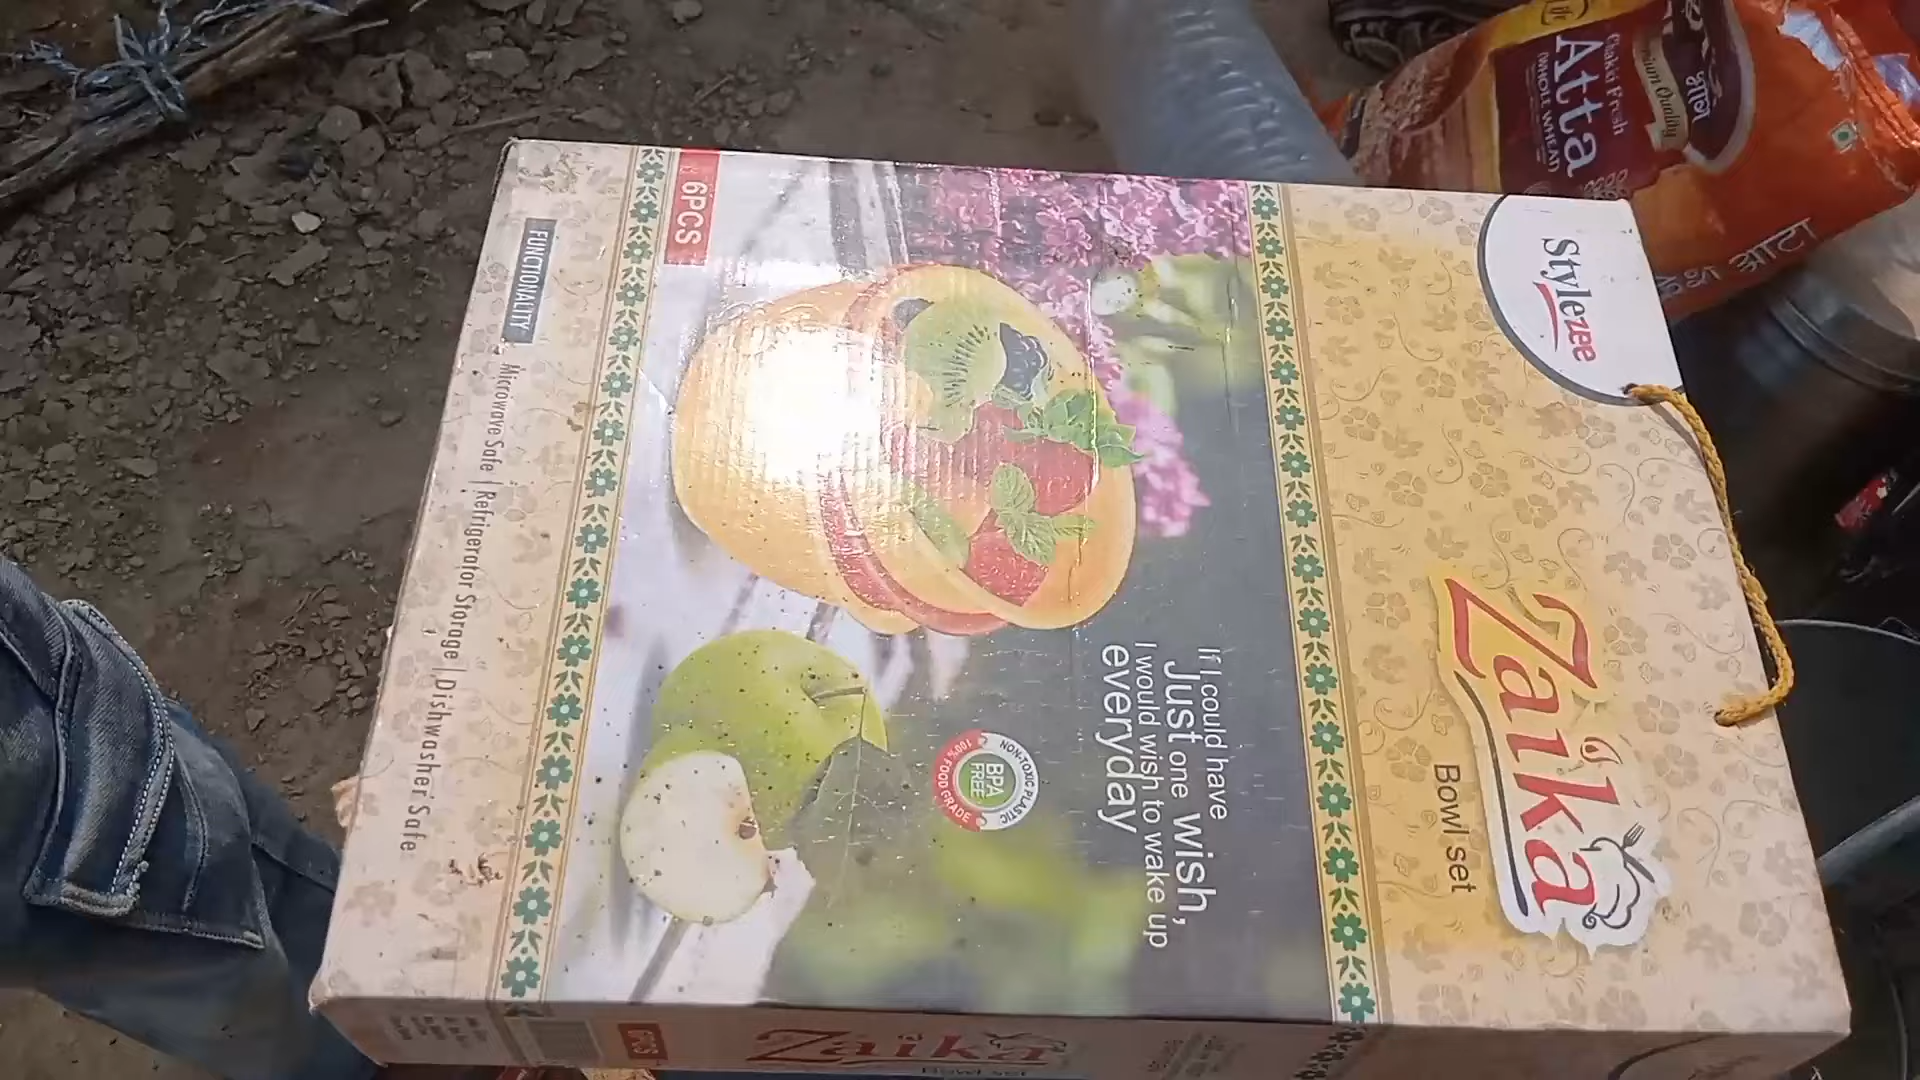 Stylezee
Zaika
Bowl set
If I could have
Just one wish,
I would wish to wake up
everyday
NON-TOXIC PLASTIC
BPA
FREE
100% FOOD GRADE
6PCS
FUNCTIONALITY
Microwave Safe | Refrigerator Storage | Dishwasher Safe
Zaika
Bowl set
6PCS
Premium Quality
Chakki Fresh
Atta
(WHOLE WHEAT)
आटा